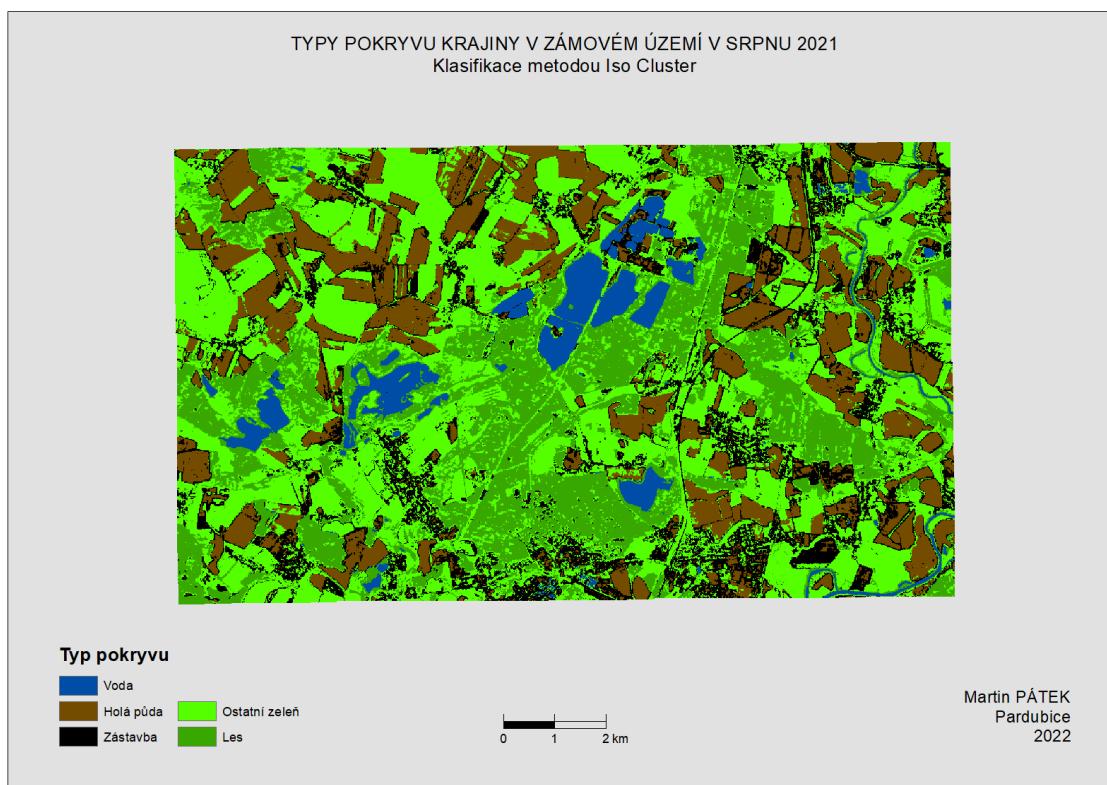 TYPY POKRYVU KRAJINY V ZÁMOVÉM ÚZEMÍ V SRPNU 2021
Klasifikace metodou Iso Cluster
Typ pokryvu
Voda
Holá půda
Ostatní zeleň
Zástavba
Les
0 1 2 km
Martin PÁTEK
Pardubice
2022